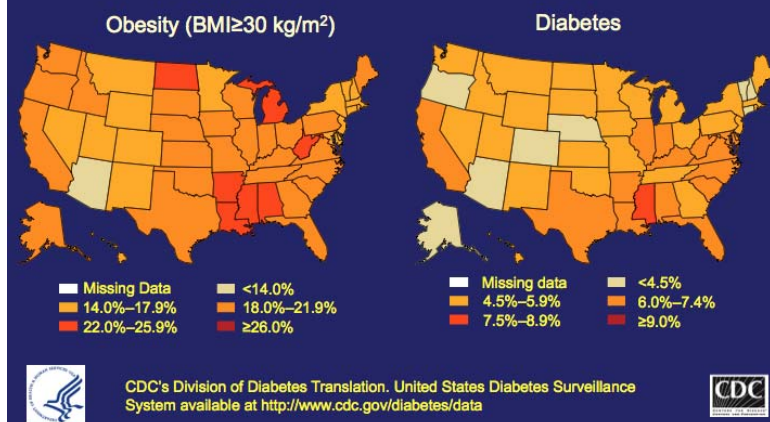 Obesity (BMI≥30 kg/m²)
Diabetes
Missing Data
<14.0%
14.0%–17.9%
18.0%–21.9%
22.0%–25.9%
≥26.0%
Missing data
<4.5%
4.5%–5.9%
6.0%–7.4%
7.5%–8.9%
≥9.0%
CDC's Division of Diabetes Translation. United States Diabetes Surveillance
System available at http://www.cdc.gov/diabetes/data
CDC